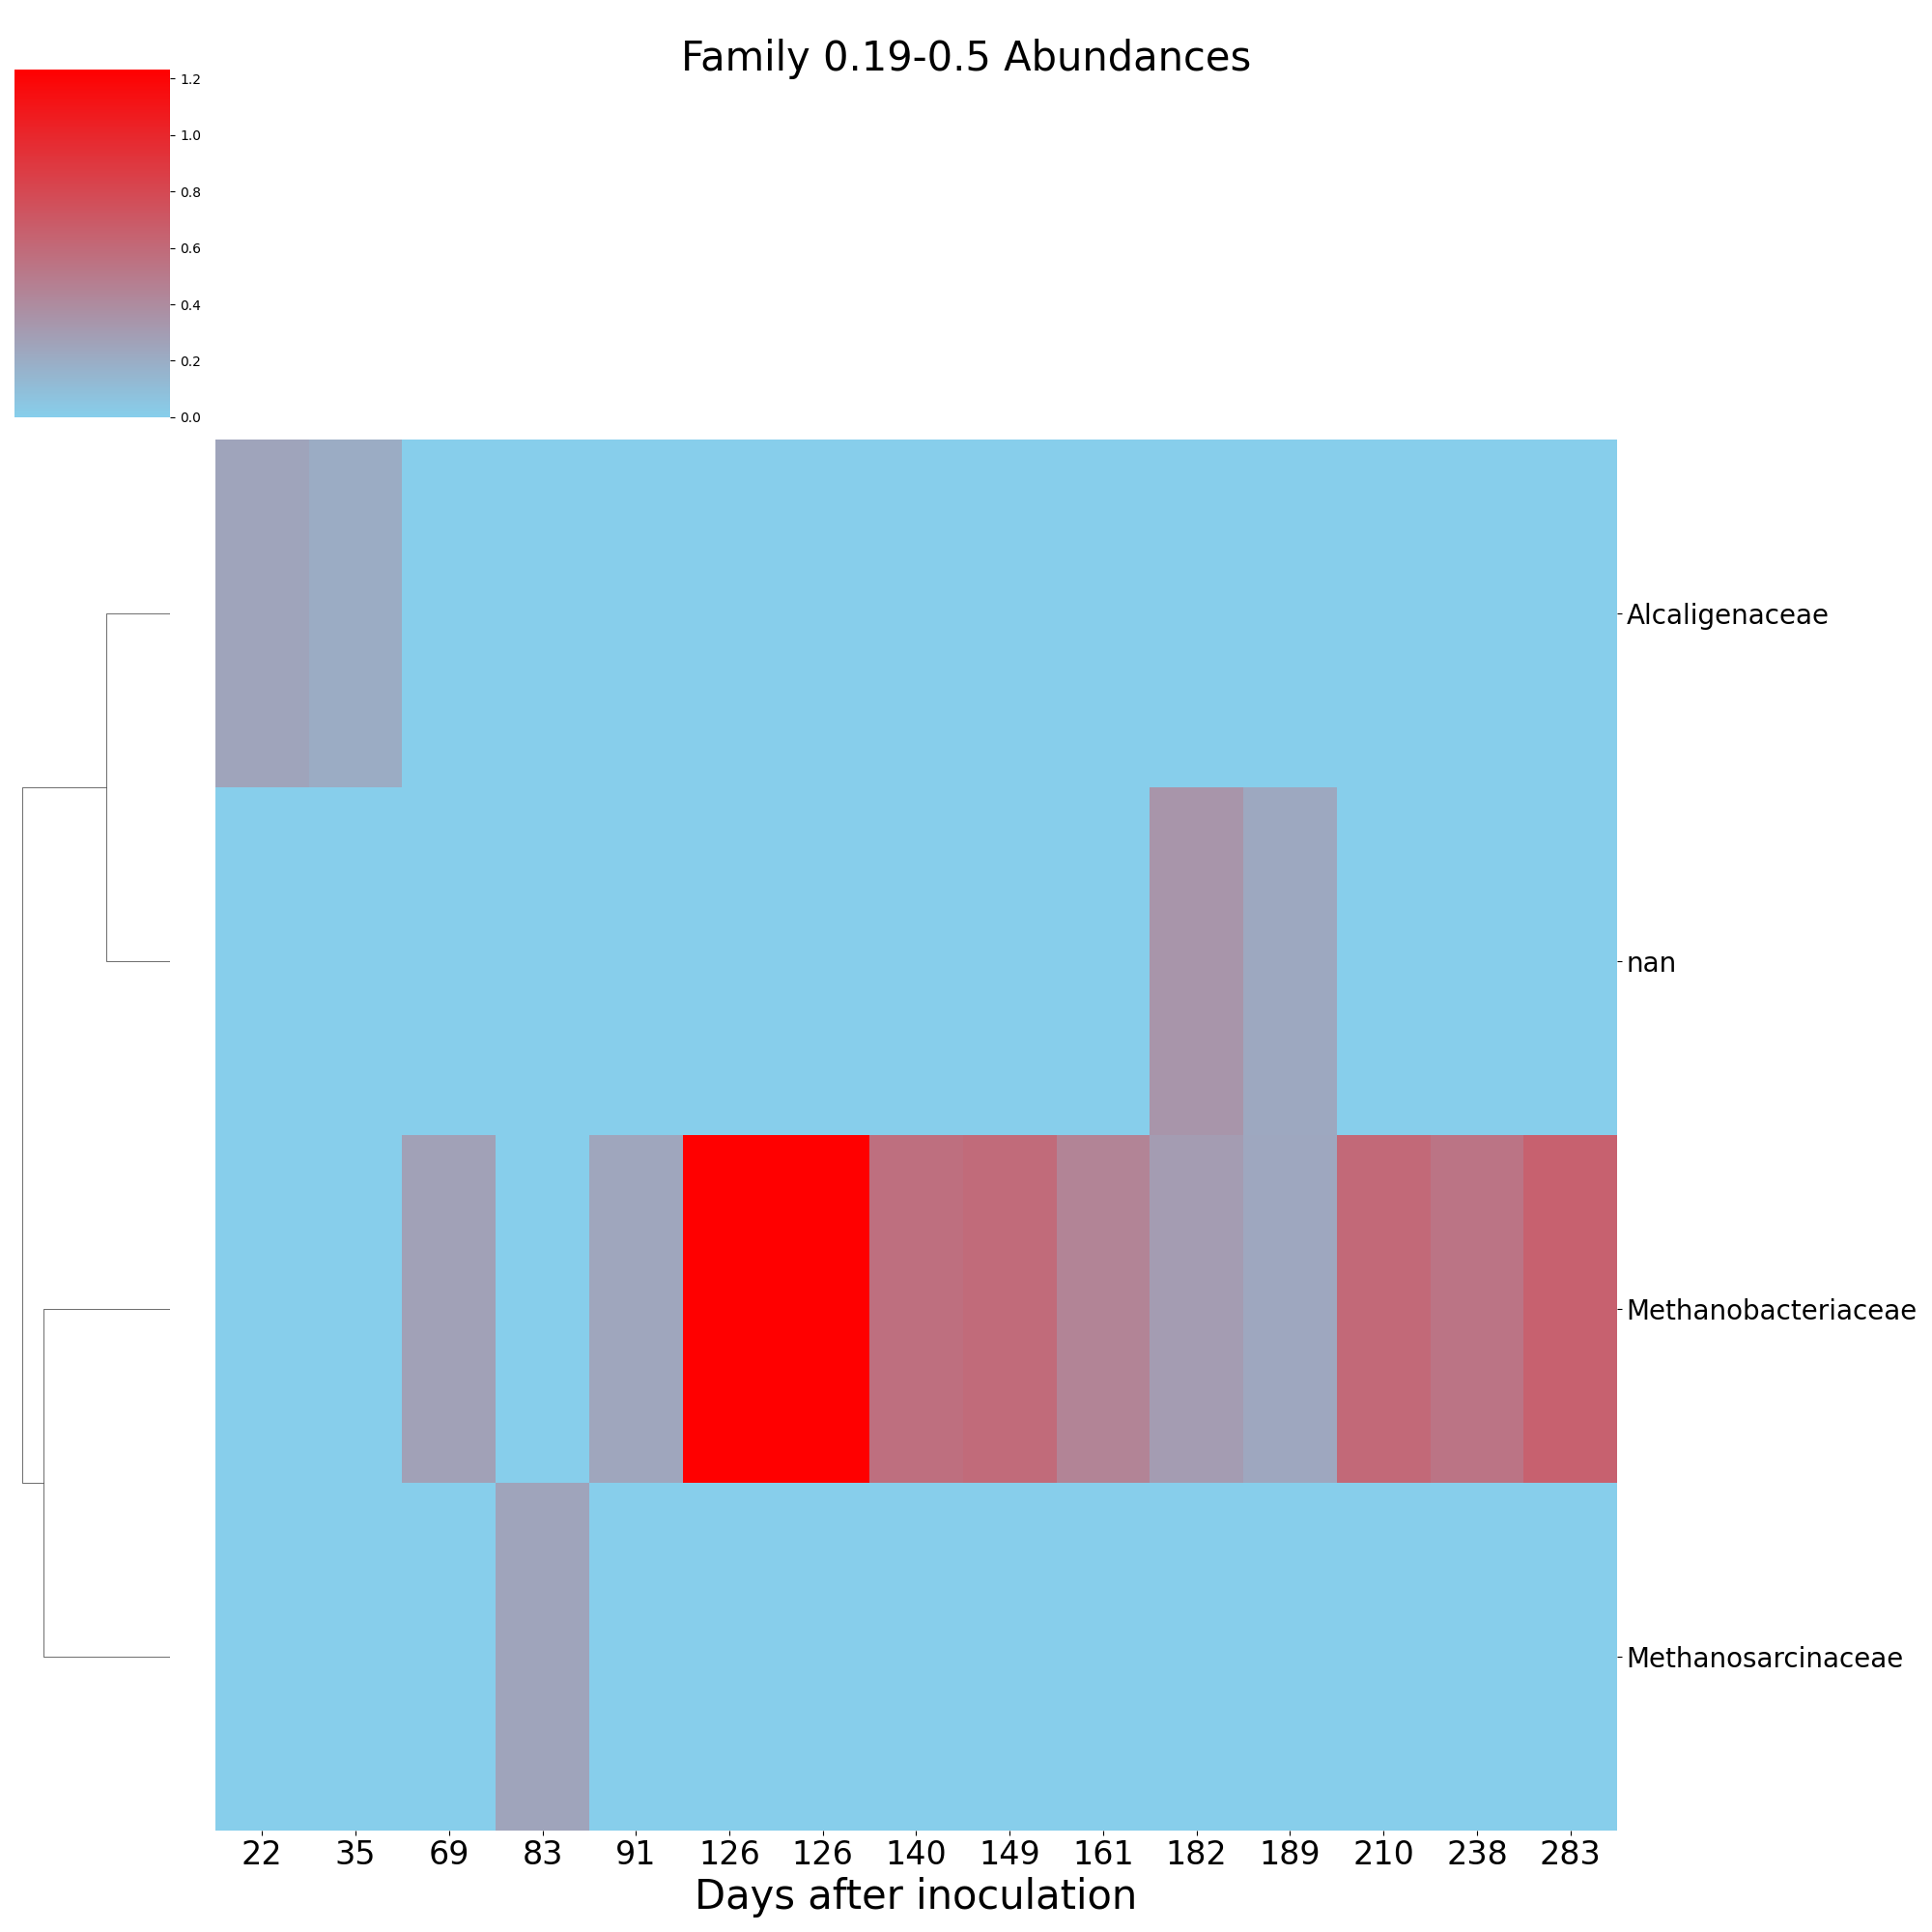 Family 0.19-0.5 Abundances
1.2
1.0
0.8
0.6
0.4
0.2
0.0
Alcaligenaceae
nan
Methanobacteriaceae
Methanosarcinaceae
22 35 69 83 91 126 126 140 149 161 182 189 210 238 283
Days after inoculation